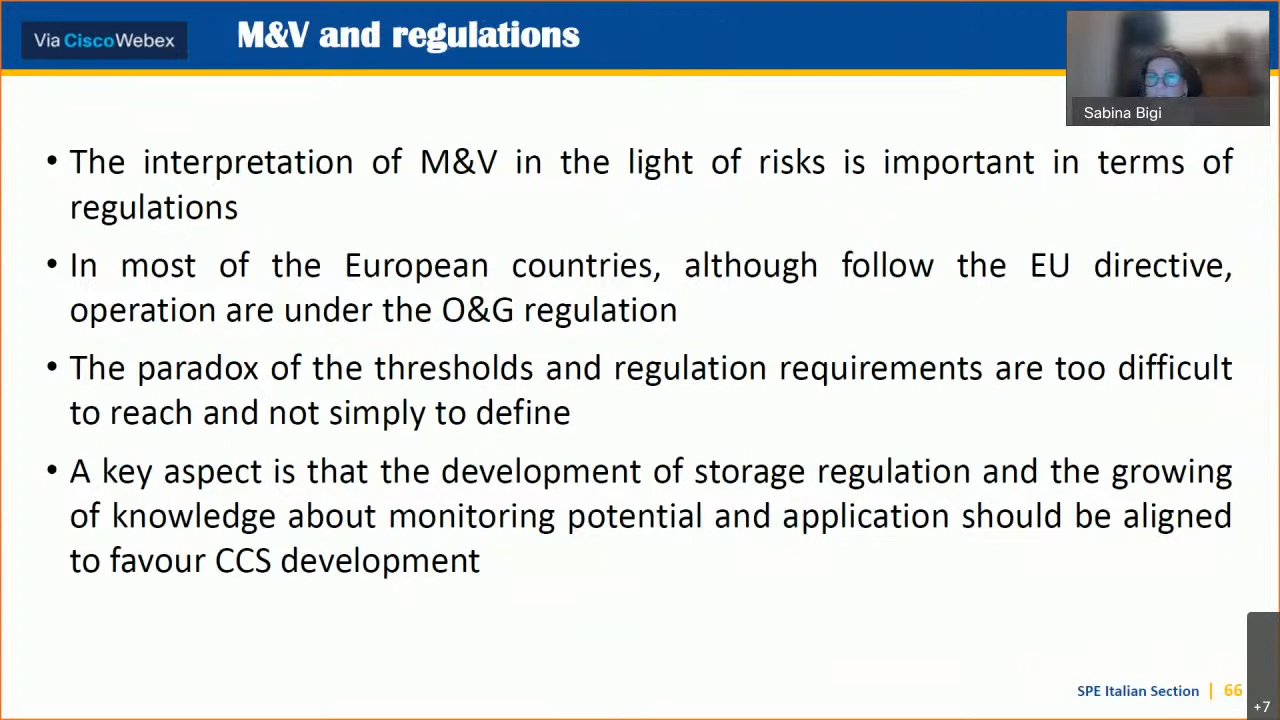 Via CiscoWebex
M&V and regulations
Sabina Bigi
• The interpretation of M&V in the light of risks is important in terms of
regulations
• In most of the European countries, although follow the EU directive,
operation are under the O&G regulation
• The paradox of the thresholds and regulation requirements are too difficult
to reach and not simply to define
• A key aspect is that the development of storage regulation and the growing
of knowledge about monitoring potential and application should be aligned
to favour CCS development
SPE Italian Section | 66
+7